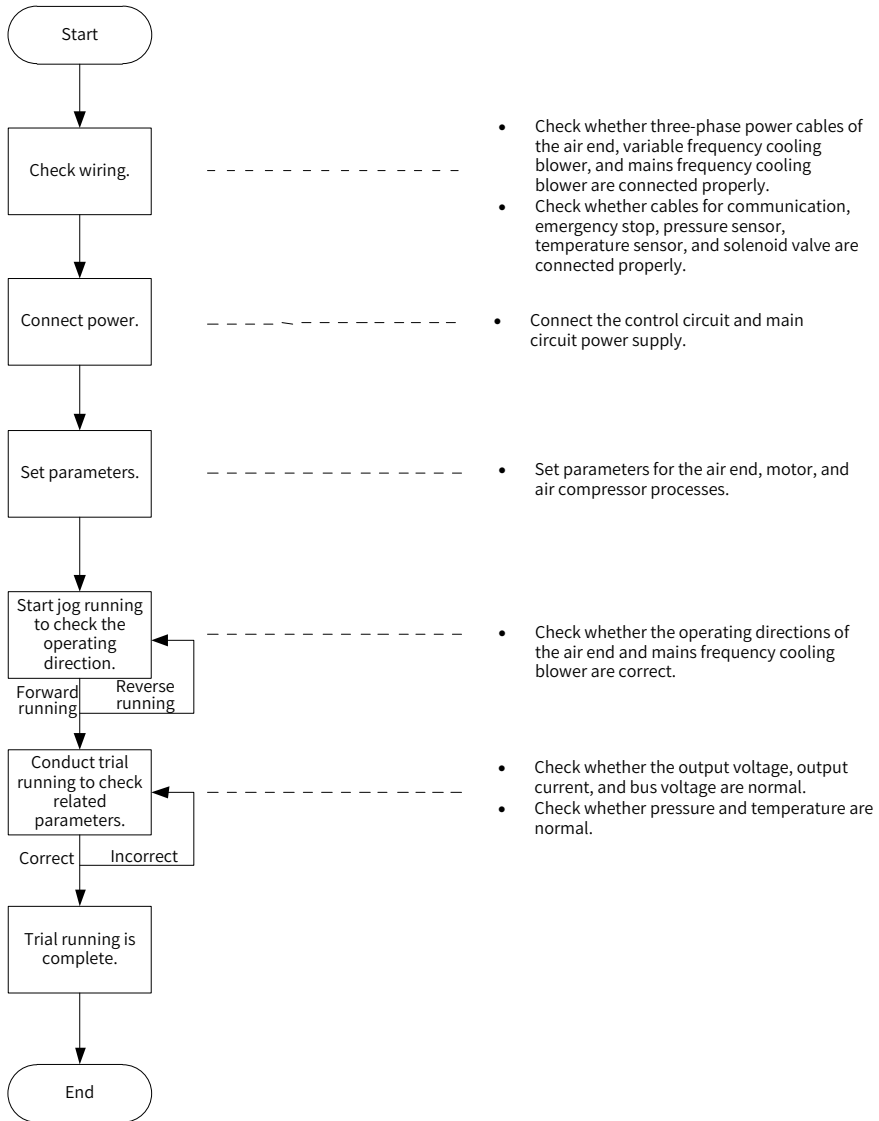 Start
Check wiring.
• Check whether three-phase power cables of
the air end, variable frequency cooling
blower, and mains frequency cooling
blower are connected properly.
• Check whether cables for communication,
emergency stop, pressure sensor,
temperature sensor, and solenoid valve are
connected properly.
Connect power.
• Connect the control circuit and main
circuit power supply.
Set parameters.
• Set parameters for the air end, motor, and
air compressor processes.
Start jog running
to check the
operating
direction.
• Check whether the operating directions of
the air end and mains frequency cooling
blower are correct.
Forward
running
Reverse
running
Conduct trial
running to check
related
parameters.
• Check whether the output voltage, output
current, and bus voltage are normal.
• Check whether pressure and temperature are
normal.
Correct
Incorrect
Trial running is
complete.
End